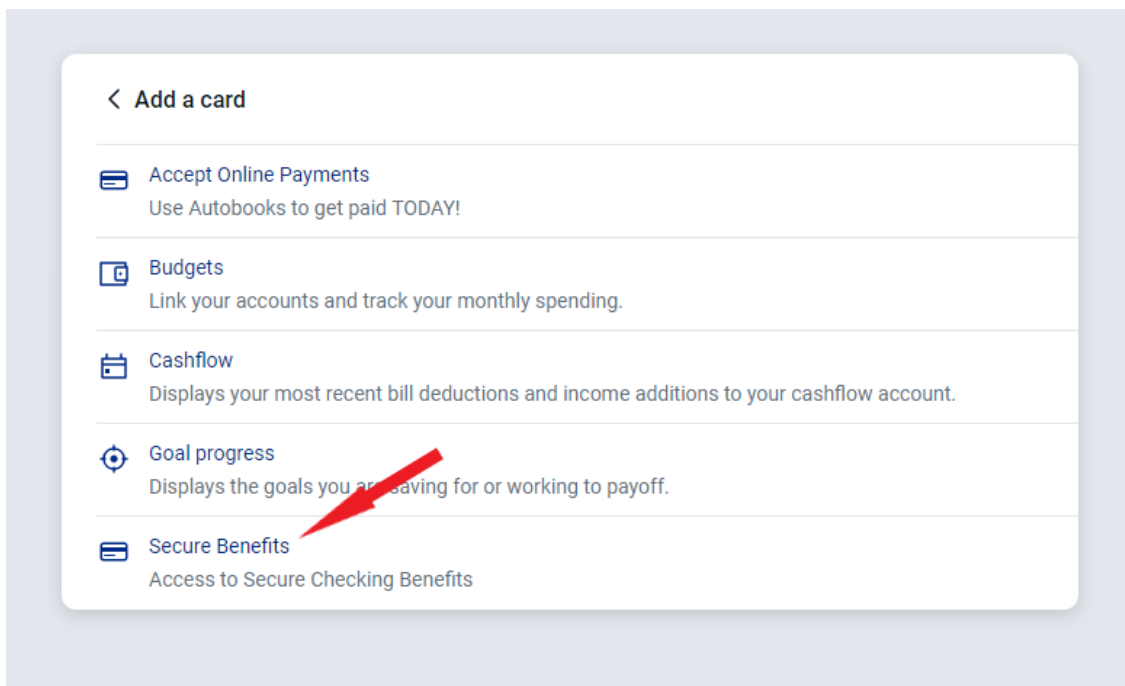 Add a card
Accept Online Payments
Use Autobooks to get paid TODAY!
Budgets
Link your accounts and track your monthly spending.
Cashflow
Displays your most recent bill deductions and income additions to your cashflow account.
Goal progress
Displays the goals you are saving for or working to payoff.
Secure Benefits
Access to Secure Checking Benefits